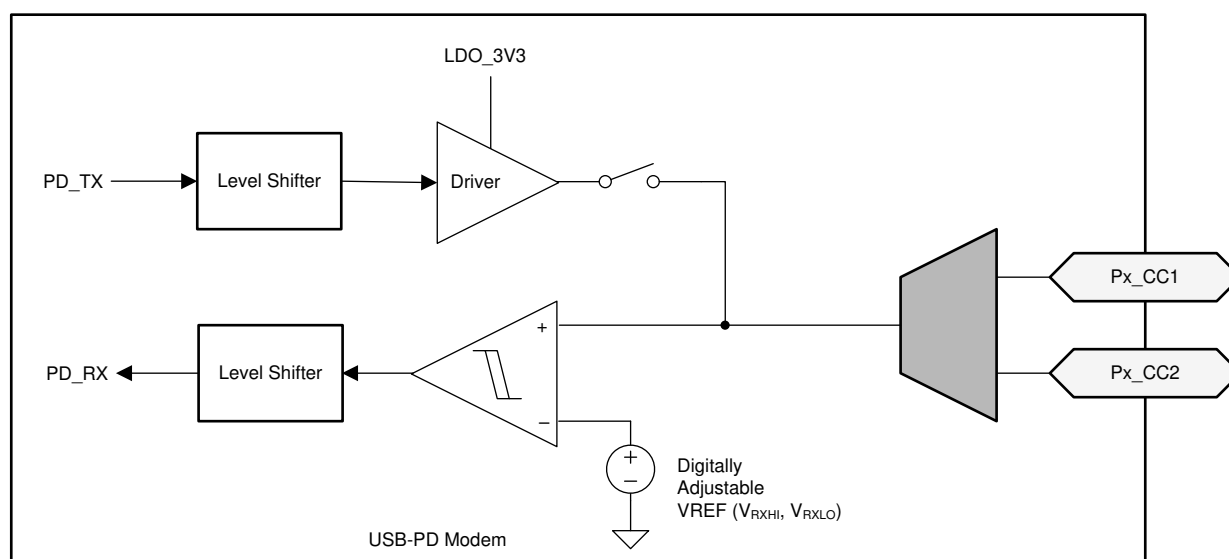 LDO_3V3
PD_TX
Level Shifter
Driver
Px_CC1
+
PD_RX
Level Shifter
Px_CC2
−
+
−
Digitally
Adjustable
VREF (VRXHI, VRXLO)
USB-PD Modem